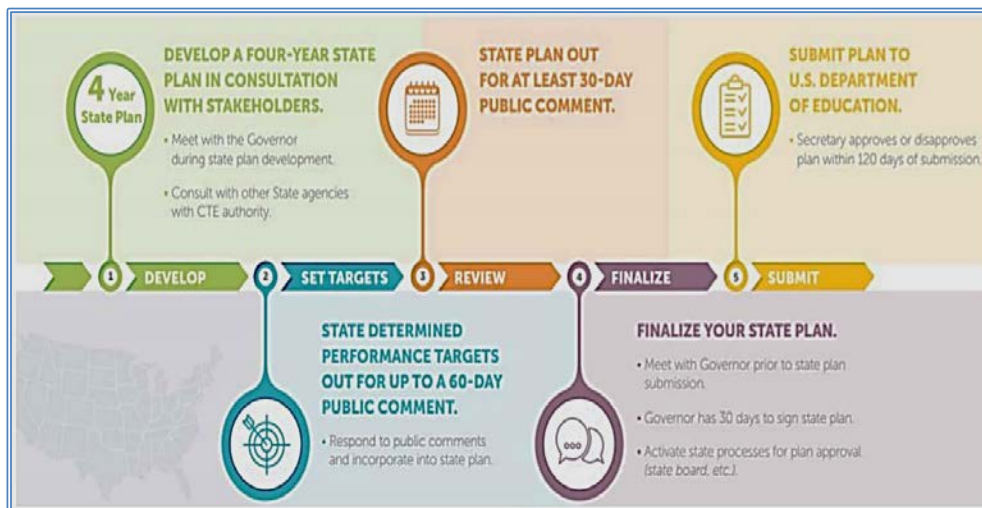 4 Year
State Plan
DEVELOP A FOUR-YEAR STATE
PLAN IN CONSULTATION
WITH STAKEHOLDERS.
• Meet with the Governor
during state plan development.
• Consult with other State agencies
with CTE authority.
STATE PLAN OUT
FOR AT LEAST 30-DAY
PUBLIC COMMENT.
SUBMIT PLAN TO
U.S. DEPARTMENT
OF EDUCATION.
• Secretary approves or disapproves
plan within 120 days of submission.
1 DEVELOP
2 SET TARGETS
3 REVIEW
4 FINALIZE
5 SUBMIT
STATE DETERMINED
PERFORMANCE TARGETS
OUT FOR UP TO A 60-DAY
PUBLIC COMMENT.
• Respond to public comments
and incorporate into state plan.
FINALIZE YOUR STATE PLAN.
• Meet with Governor prior to state plan
submission.
• Governor has 30 days to sign state plan.
• Activate state processes for plan approval
(state board, etc.).